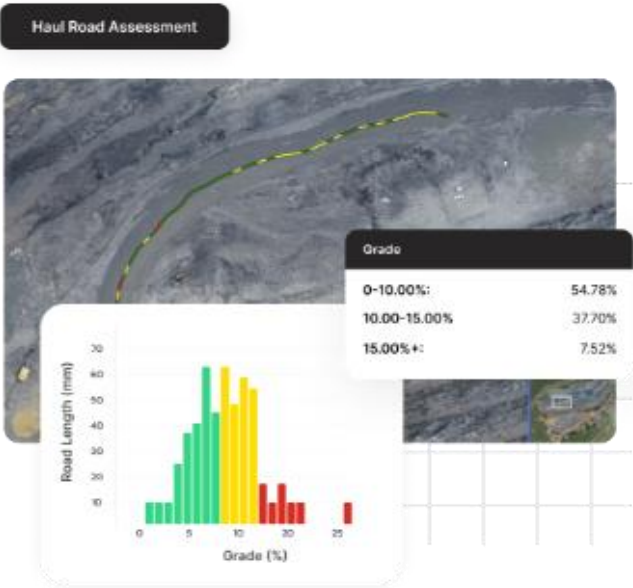 Haul Road Assessment
Grade
0-10.00%: 54.78%
10.00-15.00% 37.70%
15.00%+: 7.52%
Road Length (mm)
70
60
50
40
30
20
10
0 5 10 20 25
Grade (%)